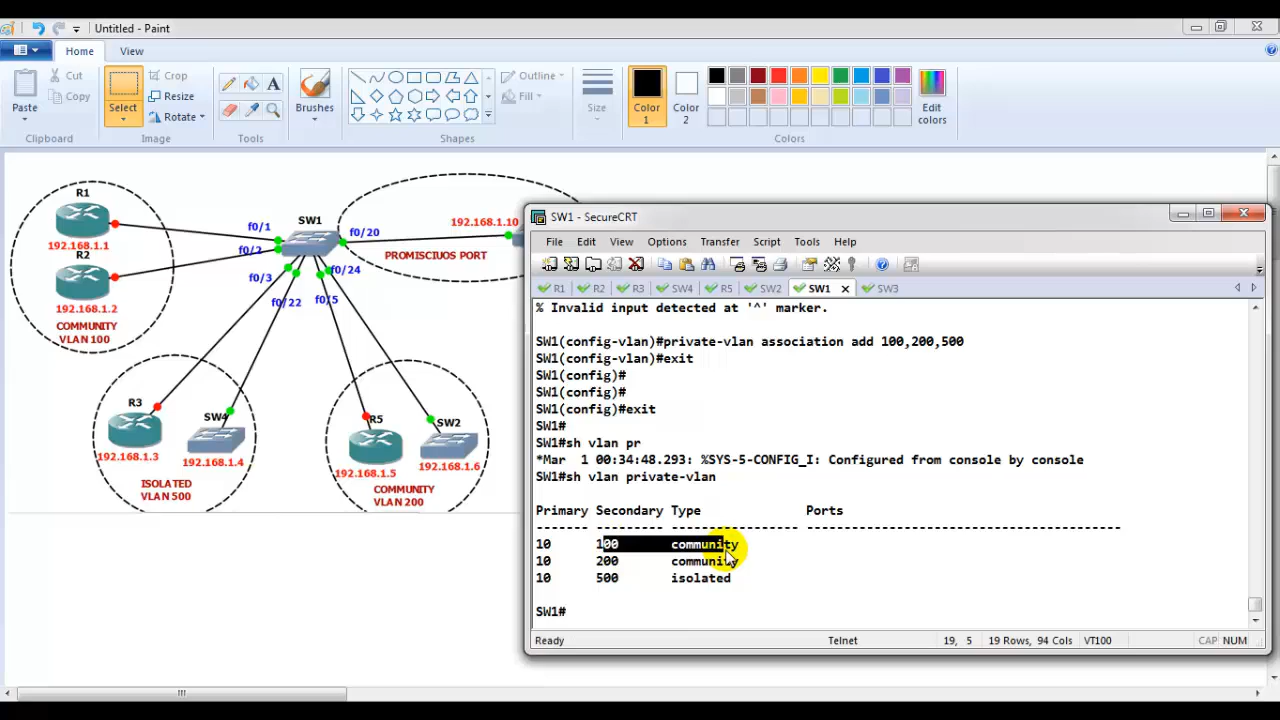 Untitled - Paint
Home
View
Paste
Cut
Copy
Clipboard
Select
Crop
Resize
Rotate
Image
Tools
Brushes
Shapes
Outline
Fill
Size
Color
1
Color
2
Edit
colors
Colors
R1
192.168.1.1
R2
192.168.1.2
COMMUNITY
VLAN 100
f0/1
f0/2
f0/3
f0/22
f0/5
f0/24
SW1
f0/20
192.168.1.10
PROMISCIUOS PORT
R3
192.168.1.3
SW4
192.168.1.4
ISOLATED
VLAN 500
R5
192.168.1.5
SW2
192.168.1.6
COMMUNITY
VLAN 200
SW1 - SecureCRT
File Edit View Options Transfer Script Tools Help
R1 R2 R3 SW4 R5 SW2 SW1 SW3
% Invalid input detected at '^' marker.
SW1(config-vlan)#private-vlan association add 100,200,500
SW1(config-vlan)#exit
SW1(config)#
SW1(config)#
SW1(config)#exit
SW1#
SW1#sh vlan pr
*Mar 1 00:34:48.293: %SYS-5-CONFIG_I: Configured from console by console
SW1#sh vlan private-vlan
Primary Secondary Type Ports
------- --------- ----------------- ------------------------------------------
10 100 community
10 200 community
10 500 isolated
SW1#
Ready Telnet 19, 5 19 Rows, 94 Cols VT100 CAP NUM